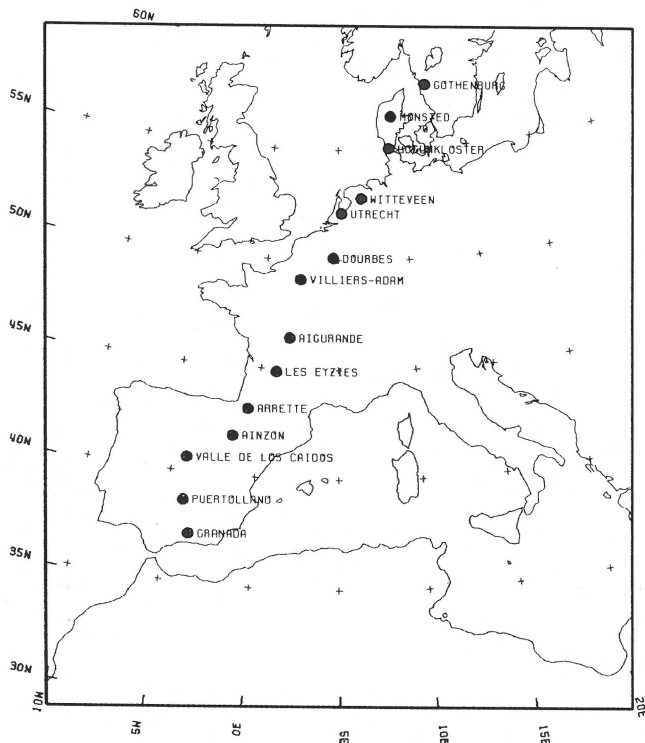 60N
55N
50N
45N
40N
35N
30N
GOTHENBURG
MONSTED
WITTEVEEN
UTRECHT
DOURBES
VILLIERS-ADAM
AIGURANDE
LES EYZIES
ARRETTE
AINZON
VALLE DE LOS CAIDOS
PUERTOLLANO
GRANADA
10W
5W
0E
5E
10E
15E
20E